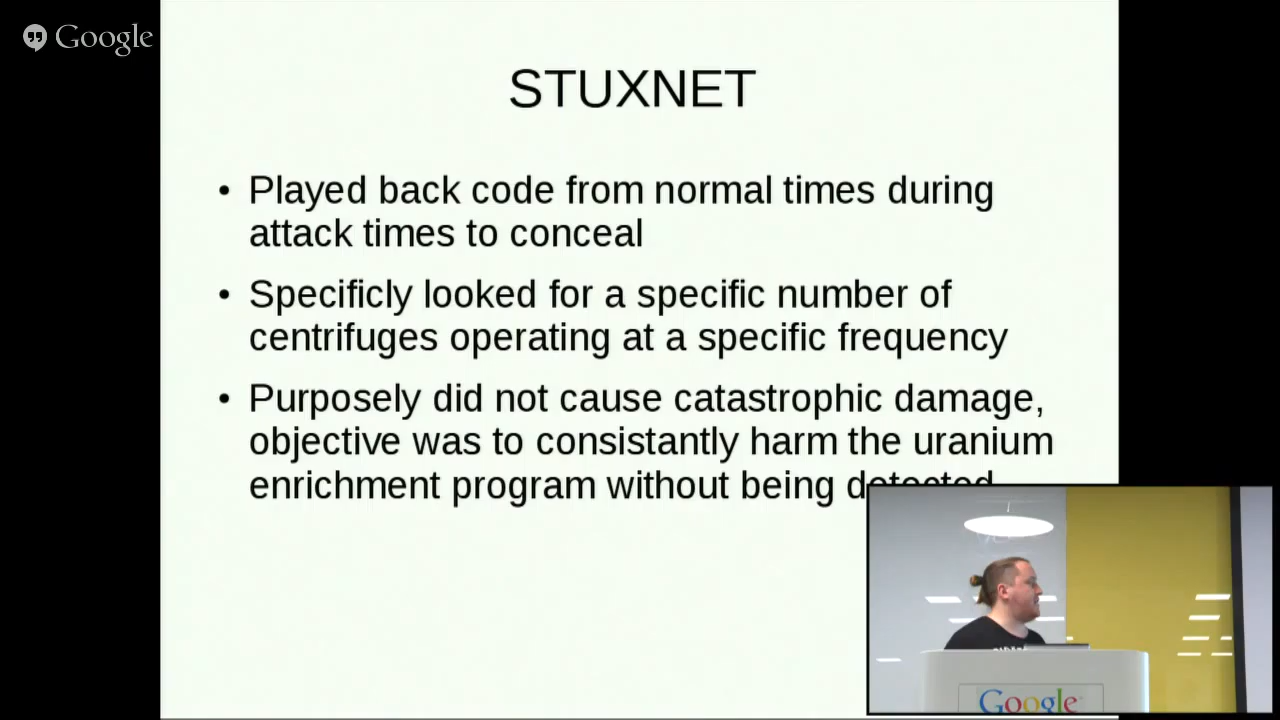 Google
STUXNET
• Played back code from normal times during
attack times to conceal
• Specificly looked for a specific number of
centrifuges operating at a specific frequency
• Purposely did not cause catastrophic damage,
objective was to consistantly harm the uranium
enrichment program without being detected
Google